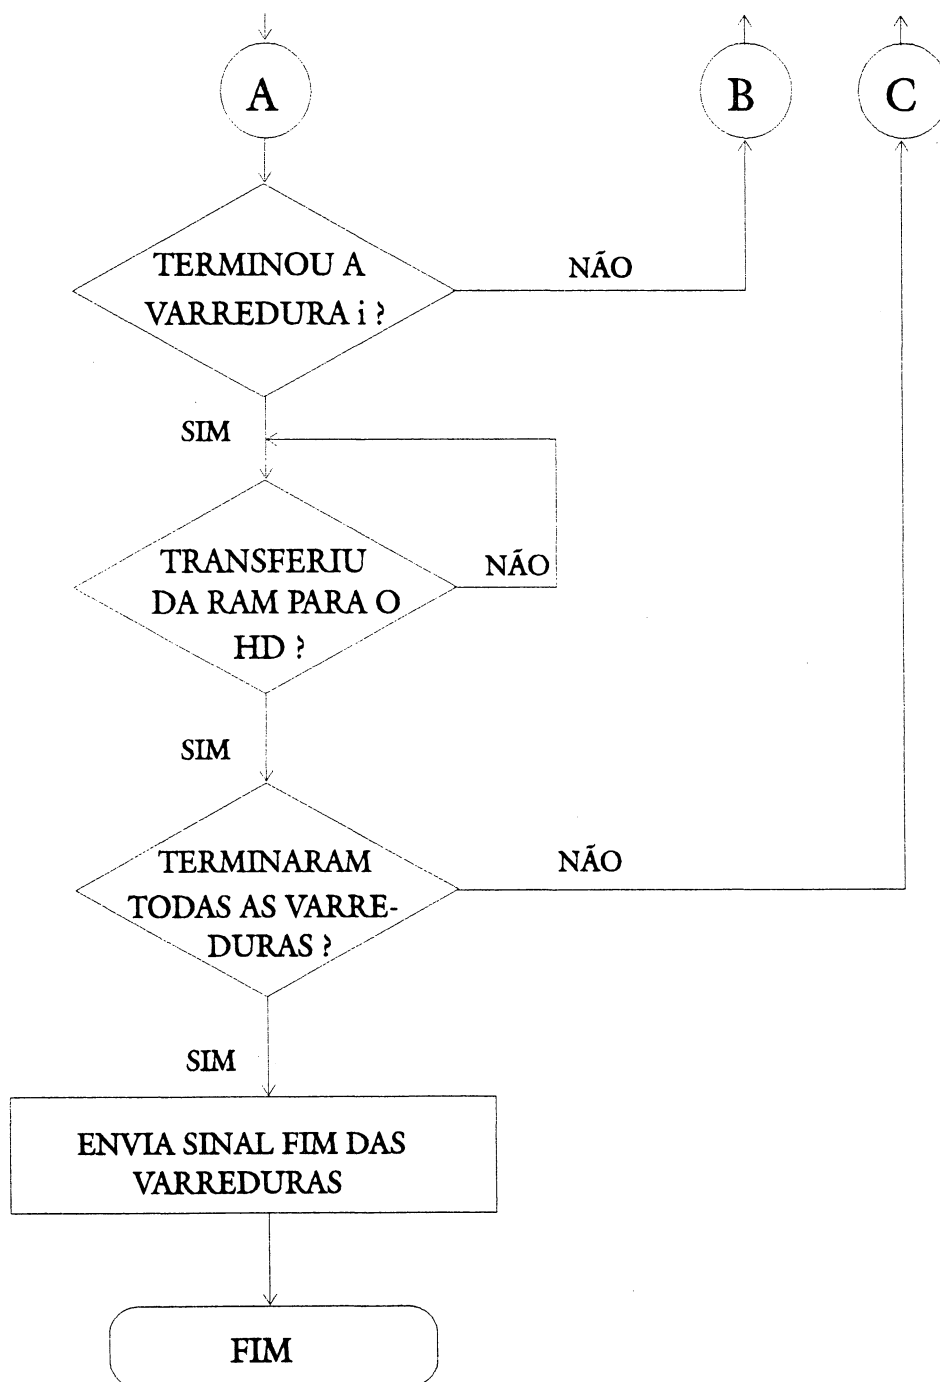 A
B
C
TERMINOU A
VARREDURA i ?
NÃO
SIM
TRANSFERIU
DA RAM PARA O
HD ?
NÃO
SIM
TERMINARAM
TODAS AS VARRE-
DURAS ?
NÃO
SIM
ENVIA SINAL FIM DAS
VARREDURAS
FIM